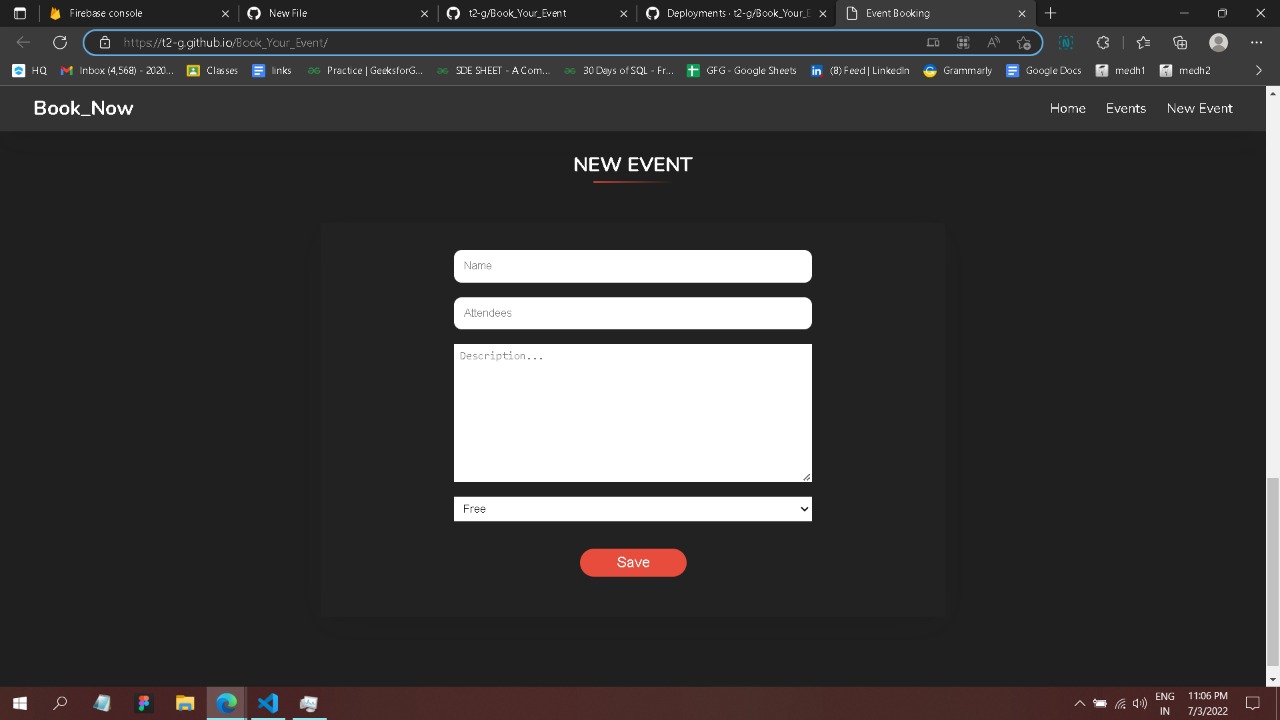 Firebase console
New File
t2-g/Book_Your_Event
Deployments · t2-g/Book_Your_E
Event Booking
https://t2-g.github.io/Book_Your_Event/
HQ
Inbox (4,569) - 2020...
Classes
links
Practice | GeeksforG...
SDE SHEET - A Com...
30 Days of SQL - Fr...
GFG - Google Sheets
(8) Feed | LinkedIn
Grammarly
Google Docs
medh1
medh2
Book_Now
Home
Events
New Event
NEW EVENT
Name
Attendees
Description...
Free
Save
ENG
IN
11:06 PM
7/3/2022